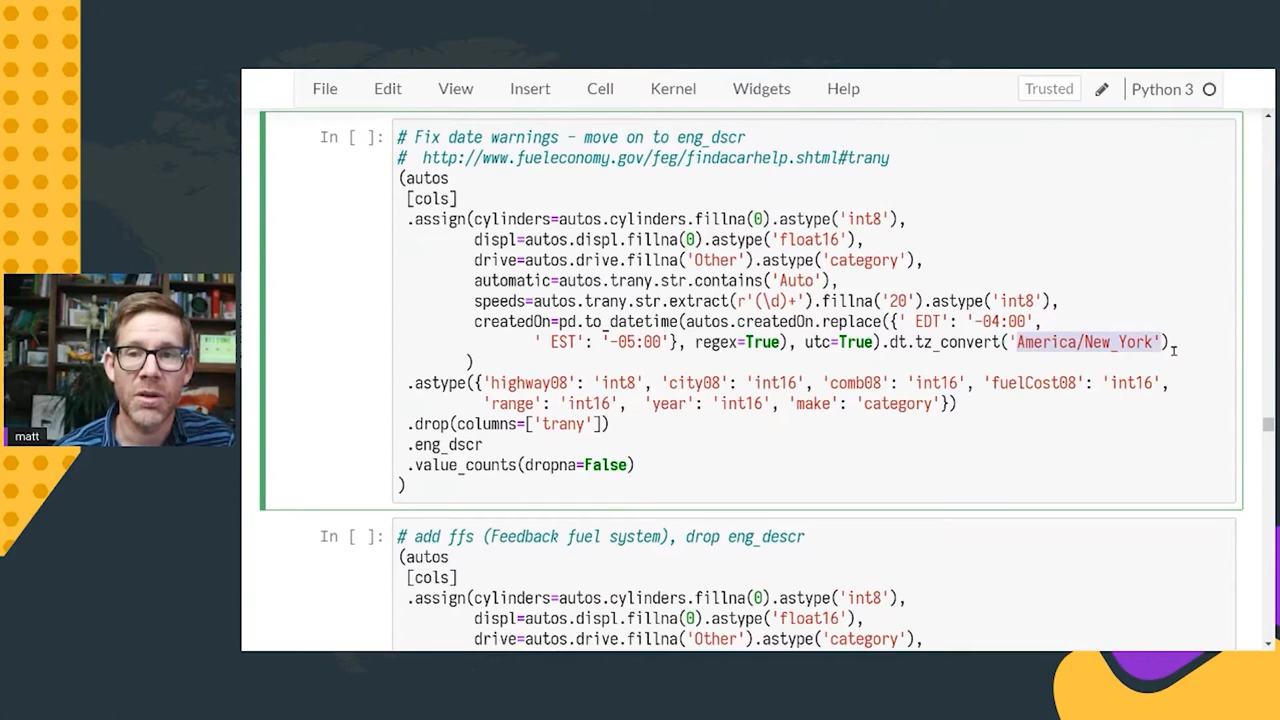 File Edit View Insert Cell Kernel Widgets Help Trusted Python 3
In [ ]: # Fix date warnings - move on to eng_dscr
# http://www.fueleconomy.gov/feg/findacarhelp.shtml#trany
(autos
[cols]
.assign(cylinders=autos.cylinders.fillna(0).astype('int8'),
displ=autos.displ.fillna(0).astype('float16'),
drive=autos.drive.fillna('Other').astype('category'),
automatic=autos.trany.str.contains('Auto'),
speeds=autos.trany.str.extract(r'(\d)+').fillna('20').astype('int8'),
createdOn=pd.to_datetime(autos.createdOn.replace({' EDT': '-04:00',
' EST': '-05:00'}, regex=True), utc=True).dt.tz_convert('America/New_York')
)
.astype({'highway08': 'int8', 'city08': 'int16', 'comb08': 'int16', 'fuelCost08': 'int16',
'range': 'int16', 'year': 'int16', 'make': 'category'})
.drop(columns=['trany'])
.eng_dscr
.value_counts(dropna=False)
)
In [ ]: # add ffs (Feedback fuel system), drop eng_descr
(autos
[cols]
.assign(cylinders=autos.cylinders.fillna(0).astype('int8'),
displ=autos.displ.fillna(0).astype('float16'),
drive=autos.drive.fillna('Other').astype('category'),
matt